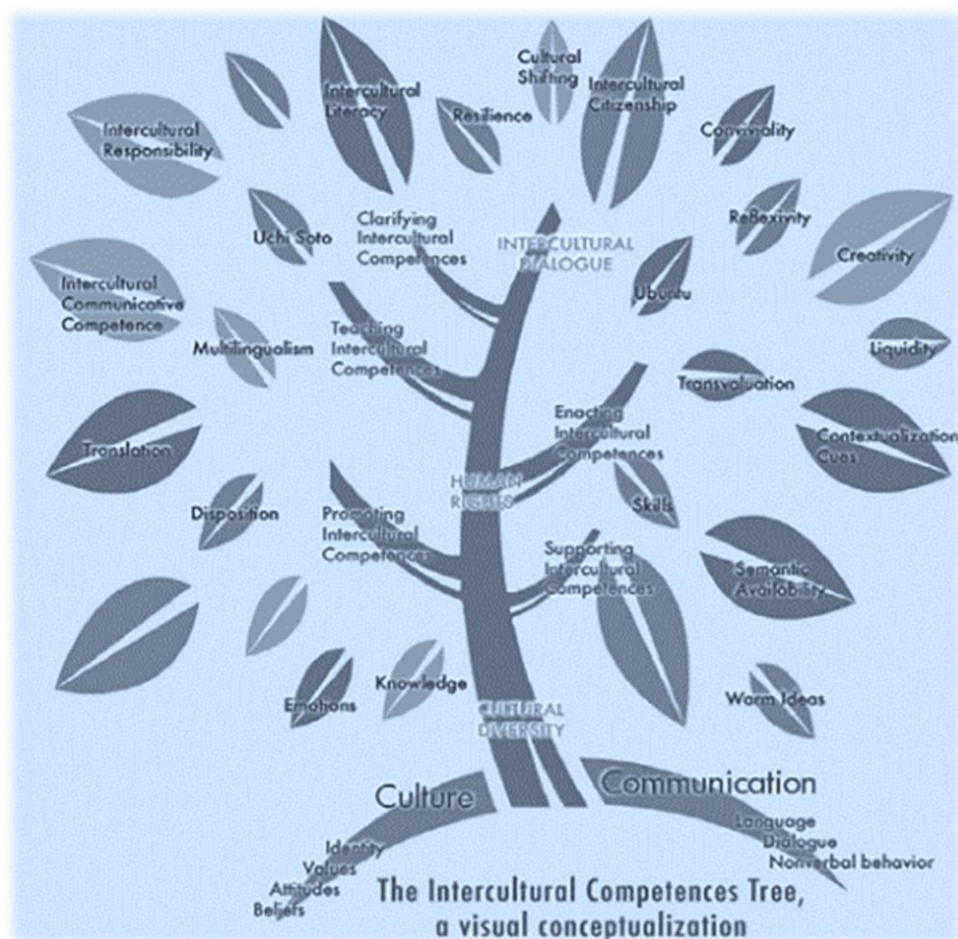 Cultural
Shifting
Intercultural
Literacy
Resilience
Intercultural
Citizenship
Conviviality
Intercultural
Responsibility
Clarifying
Intercultural
Competences
Uchi Soto
INTERCULTURAL
DIALOGUE
Reflexivity
Creativity
Intercultural
Communicative
Competence
Ubuntu
Multilingualism
Teaching
Intercultural
Competences
Liquidity
Transvaluation
Enacting
Intercultural
Competences
Translation
Contextualization
Cues
HUMAN
RIGHTS
Skills
Disposition
Promoting
Intercultural
Competences
Supporting
Intercultural
Competences
Semantic
Availability
Emotions
Knowledge
Warm Ideas
CULTURAL
DIVERSITY
Culture
Communication
Identity
Values
Attitudes
Beliefs
Language
Dialogue
Nonverbal behavior
The Intercultural Competences Tree,
a visual conceptualization